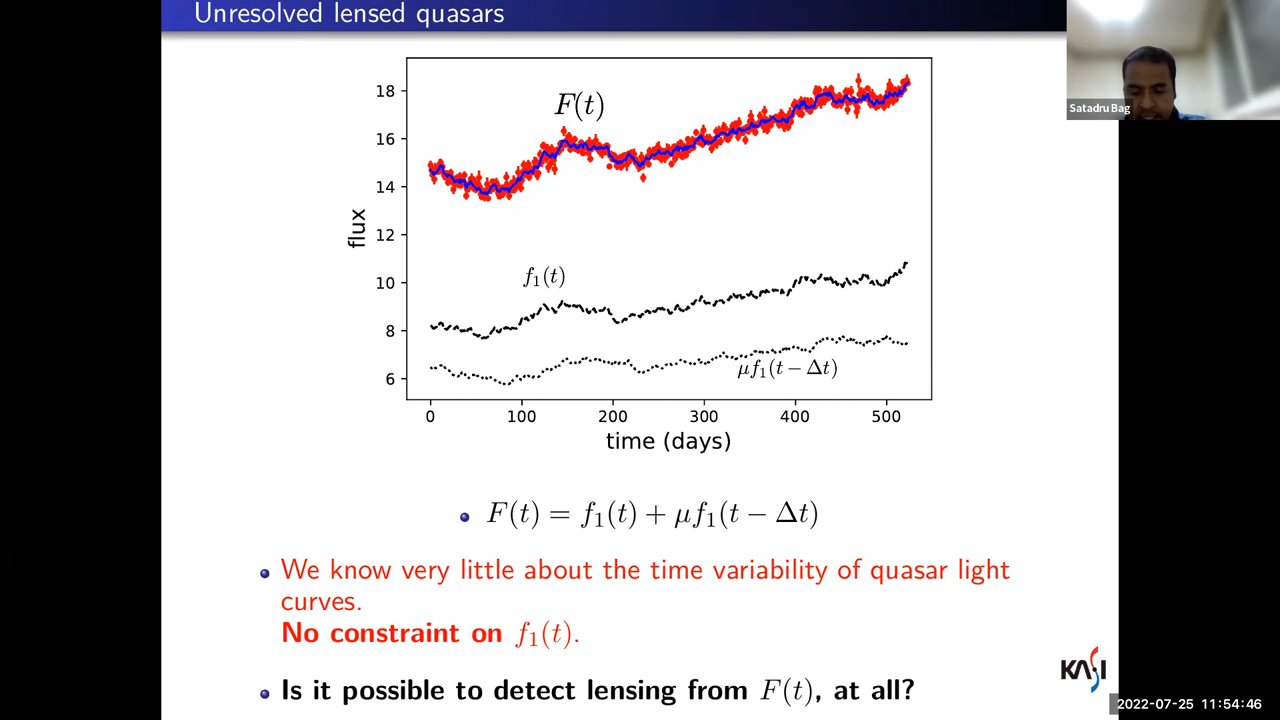 Unresolved lensed quasars
Satadru Bag
18
16
14
12
10
8
6
flux
F(t)
f₁(t)
μf₁(t − Δt)
0 100 200 300 400 500
time (days)
F(t) = f₁(t) + μf₁(t − Δt)
We know very little about the time variability of quasar light
curves.
No constraint on f₁(t).
Is it possible to detect lensing from F(t), at all?
KASI
2022-07-25 11:54:46